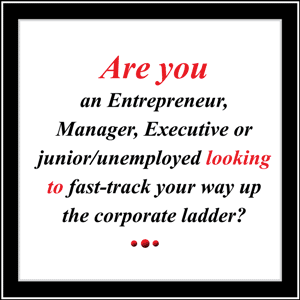 Are you
an Entrepreneur,
Manager, Executive or
junior/unemployed looking
to fast-track your way up
the corporate ladder?